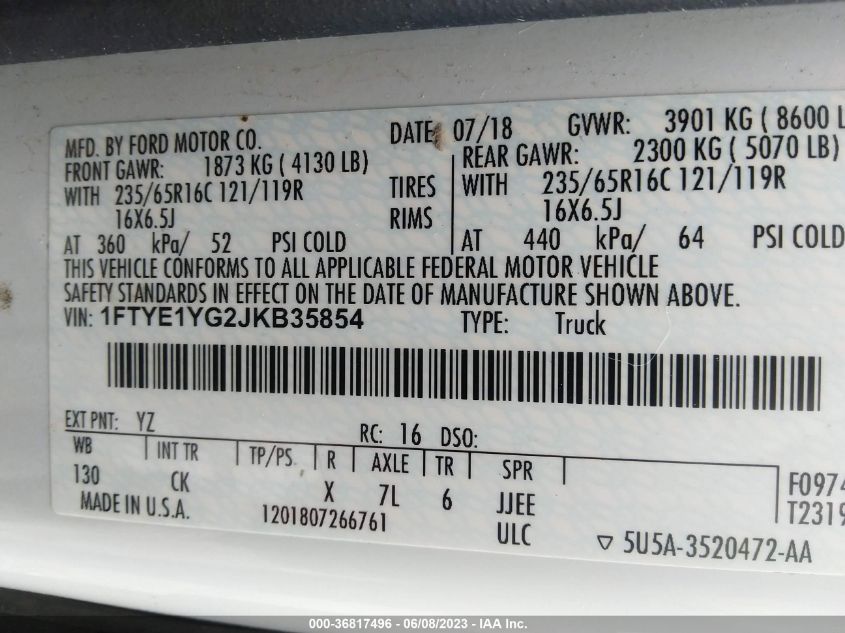 MFD. BY FORD MOTOR CO. DATE: 07/18 GVWR: 3901 KG ( 8600 L
FRONT GAWR: 1873 KG ( 4130 LB) REAR GAWR: 2300 KG ( 5070 LB)
WITH 235/65R16C 121/119R TIRES WITH 235/65R16C 121/119R
16X6.5J RIMS 16X6.5J
AT 360 kPa/ 52 PSI COLD AT 440 kPa/ 64 PSI COLD
THIS VEHICLE CONFORMS TO ALL APPLICABLE FEDERAL MOTOR VEHICLE
SAFETY STANDARDS IN EFFECT ON THE DATE OF MANUFACTURE SHOWN ABOVE.
VIN: 1FTYE1YG2JKB35854 TYPE: Truck
EXT PNT: YZ RC: 16 DSO:
WB INT TR TP/PS R AXLE TR SPR
130 CK X 7L 6 JJEE F0974
MADE IN U.S.A. 1201807266761 ULC T2319
▽ 5U5A-3520472-AA
000-36817496 - 06/08/2023 - IAA Inc.